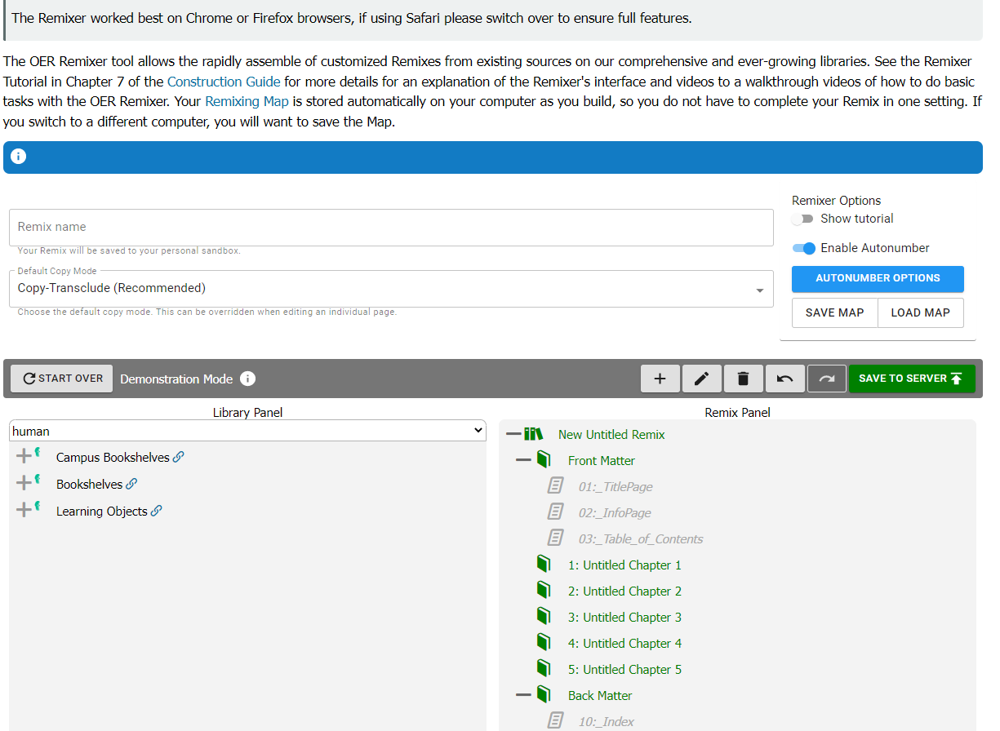 The Remixer worked best on Chrome or Firefox browsers, if using Safari please switch over to ensure full features.
The OER Remixer tool allows the rapidly assemble of customized Remixes from existing sources on our comprehensive and ever-growing libraries. See the Remixer
Tutorial in Chapter 7 of the Construction Guide for more details for an explanation of the Remixer's interface and videos to a walkthrough videos of how to do basic
tasks with the OER Remixer. Your Remixing Map is stored automatically on your computer as you build, so you do not have to complete your Remix in one setting. If
you switch to a different computer, you will want to save the Map.
Remix name
Your Remix will be saved to your personal sandbox.
Default Copy Mode
Copy-Transclude (Recommended)
Choose the default copy mode. This can be overridden when editing an individual page.
Remixer Options
Show tutorial
Enable Autonumber
AUTONUMBER OPTIONS
SAVE MAP LOAD MAP
START OVER Demonstration Mode SAVE TO SERVER
Library Panel
human
Campus Bookshelves
Bookshelves
Learning Objects
Remix Panel
New Untitled Remix
Front Matter
01:_TitlePage
02:_InfoPage
03:_Table_of_Contents
1: Untitled Chapter 1
2: Untitled Chapter 2
3: Untitled Chapter 3
4: Untitled Chapter 4
5: Untitled Chapter 5
Back Matter
10:_Index